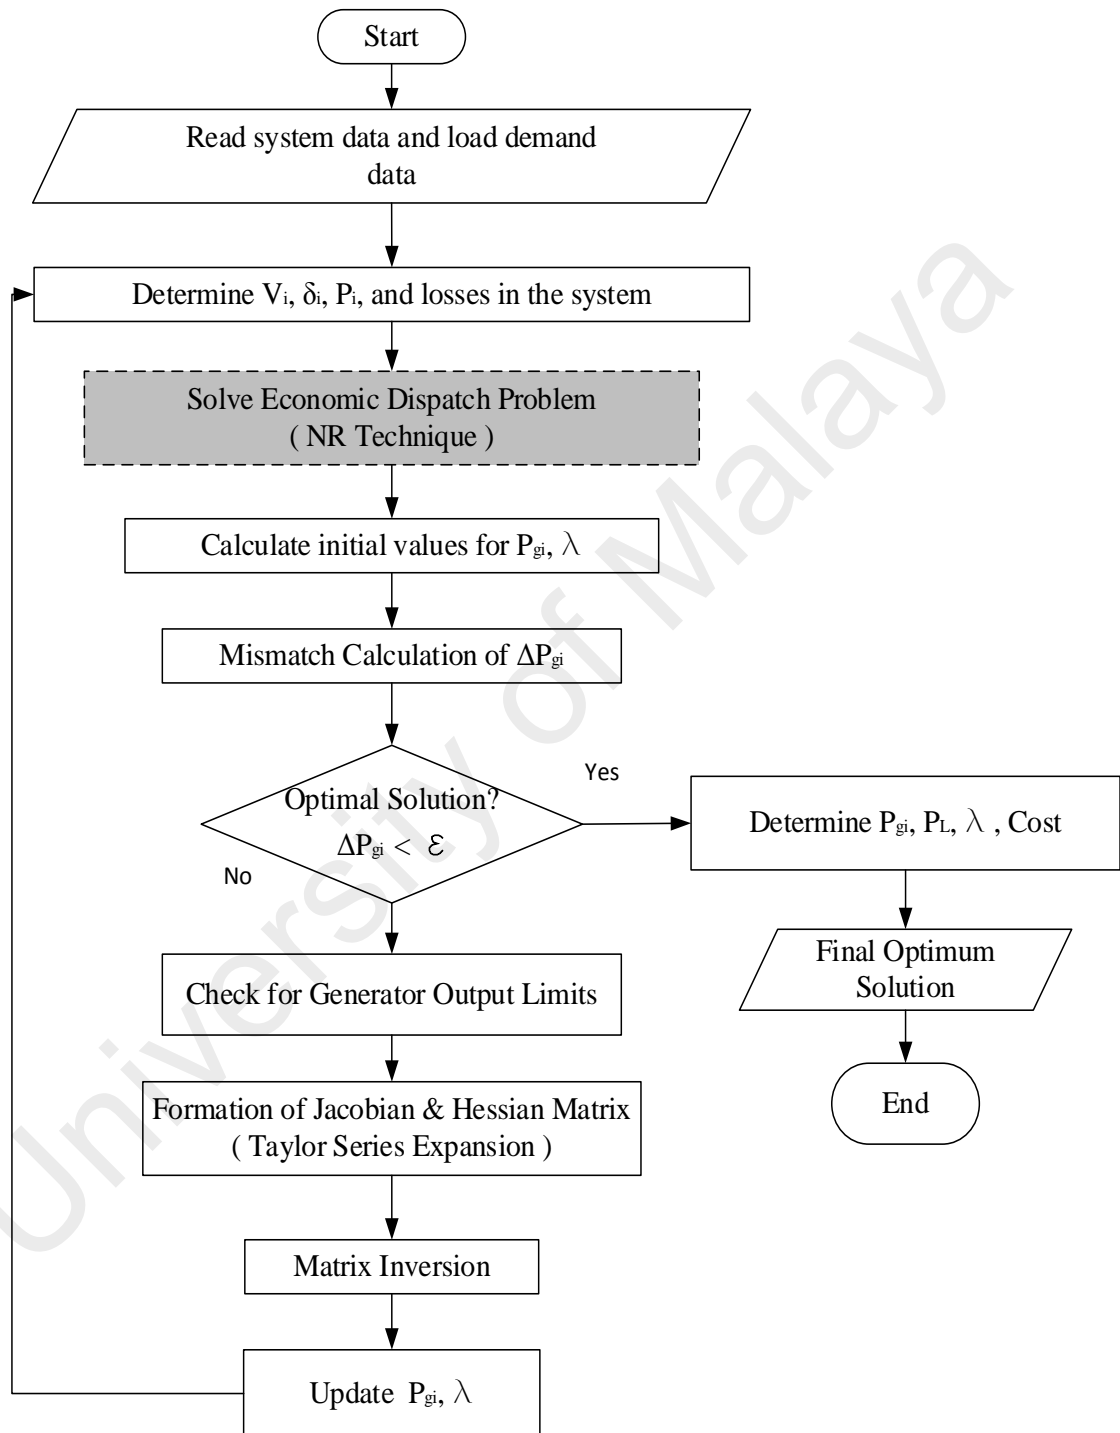 Start
Read system data and load demand
data
Determine Vi, δi, Pi, and losses in the system
Solve Economic Dispatch Problem
( NR Technique )
Calculate initial values for Pgi, λ
Mismatch Calculation of ΔPgi
Optimal Solution?
ΔPgi < ε
Yes
No
Determine Pgi, PL, λ , Cost
Final Optimum
Solution
End
Check for Generator Output Limits
Formation of Jacobian & Hessian Matrix
( Taylor Series Expansion )
Matrix Inversion
Update Pgi, λ
University of Malaya